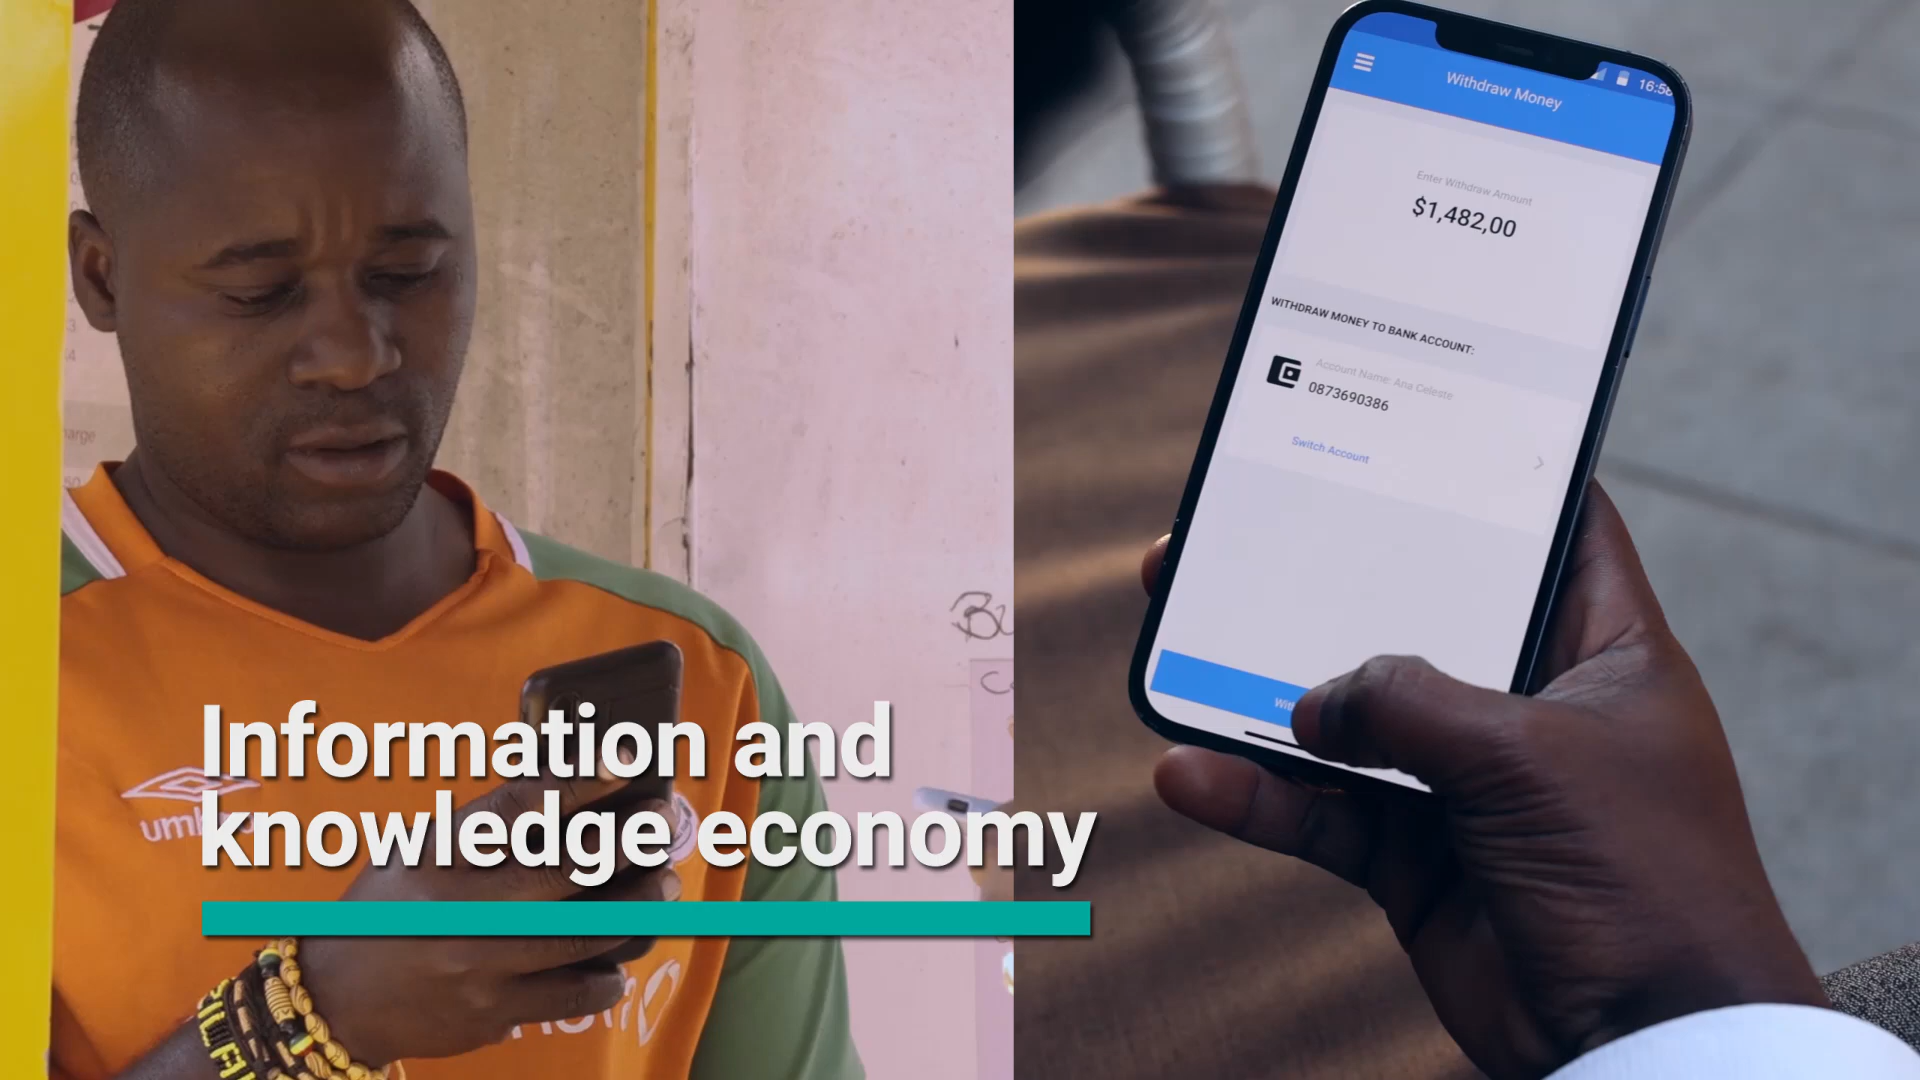 Information and
knowledge economy
Withdraw Money
16:58
Enter Withdraw Amount
$1,482,00
WITHDRAW MONEY TO BANK ACCOUNT:
Account Name: Ana Celeste
0873690386
Switch Account